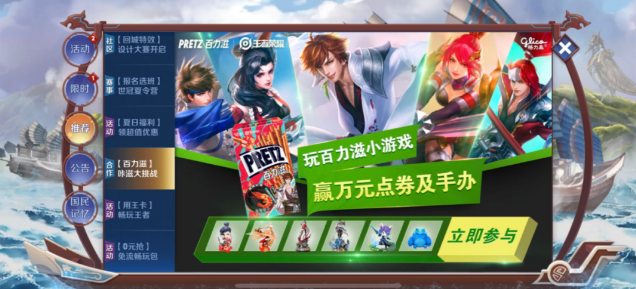 活动
2
限时
1
推荐
公告
国民
记忆
社区
【回城特效】
设计大赛开启
赛事
【报名选班】
世冠夏令营
活动
【夏日福利】
领超值优惠
合作
【百力滋】
咔滋大挑战
活动
【用王卡】
畅玩王者
活动
【0元抢】
免流畅玩包
PRETZ 百力滋
王者荣耀
Glico
格力高
PRETZ
百力滋
玩百力滋小游戏
赢万元点券及手办
立即参与